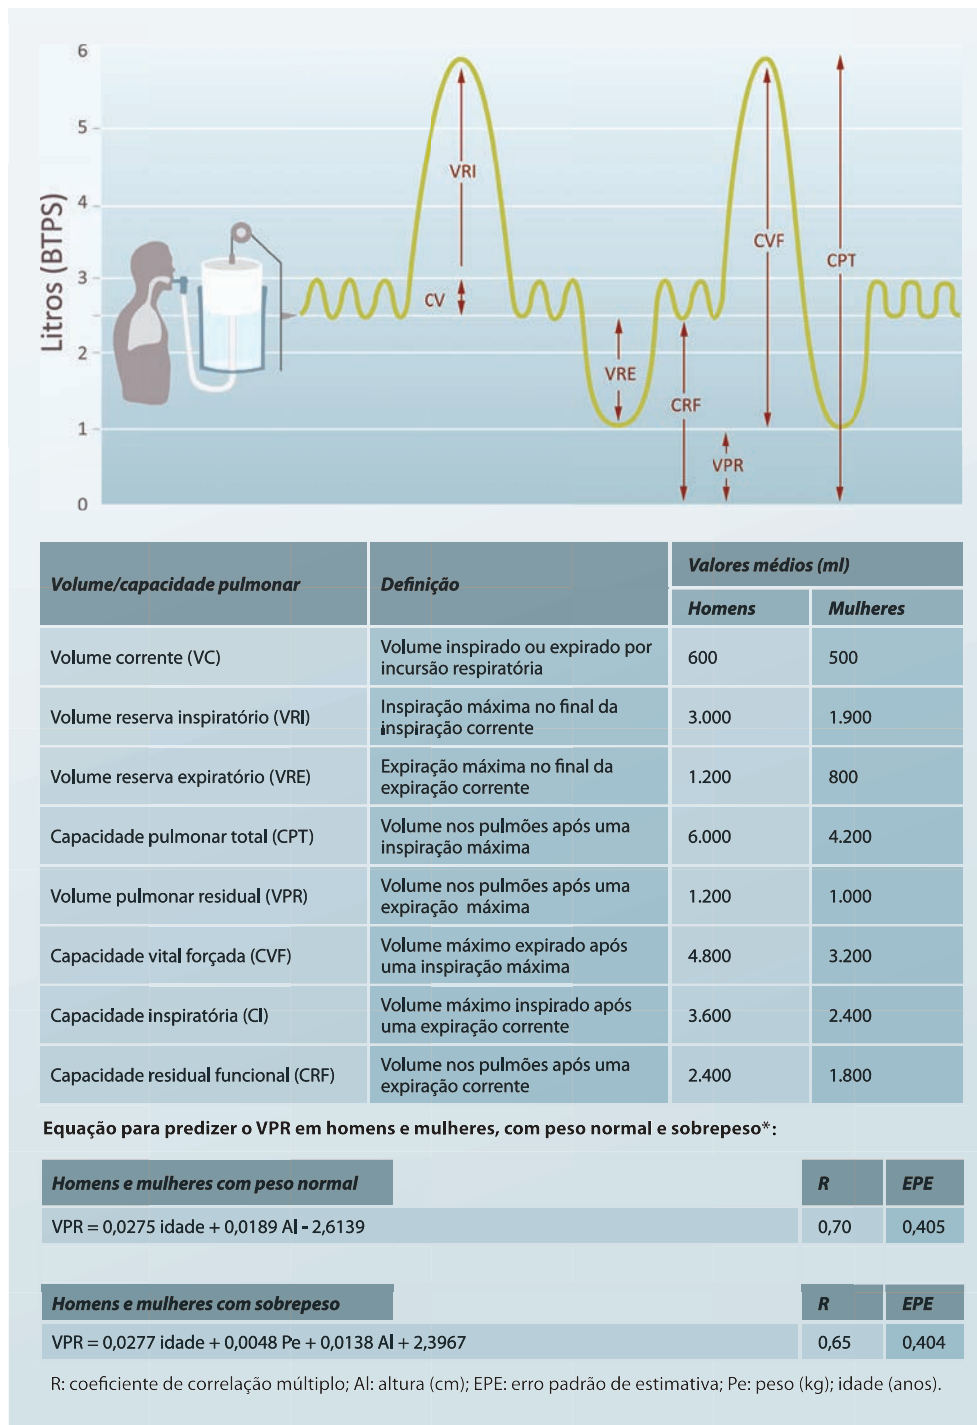 6
5
4
3
2
1
0
Litros (BTPS)
VRI
CV
VRE
CRF
VPR
CVF
CPT
Volume/capacidade pulmonar
Definição
Valores médios (ml)
Homens
Mulheres
Volume corrente (VC)
Volume inspirado ou expirado por
incursão respiratória
600
500
Volume reserva inspiratório (VRI)
Inspiração máxima no final da
inspiração corrente
3.000
1.900
Volume reserva expiratório (VRE)
Expiração máxima no final da
expiração corrente
1.200
800
Capacidade pulmonar total (CPT)
Volume nos pulmões após uma
inspiração máxima
6.000
4.200
Volume pulmonar residual (VPR)
Volume nos pulmões após uma
expiração máxima
1.200
1.000
Capacidade vital forçada (CVF)
Volume máximo expirado após
uma inspiração máxima
4.800
3.200
Capacidade inspiratória (CI)
Volume máximo inspirado após
uma expiração corrente
3.600
2.400
Capacidade residual funcional (CRF)
Volume nos pulmões após uma
expiração corrente
2.400
1.800
Equação para predizer o VPR em homens e mulheres, com peso normal e sobrepeso*:
Homens e mulheres com peso normal
R
EPE
VPR = 0,0275 idade + 0,0189 Al - 2,6139
0,70
0,405
Homens e mulheres com sobrepeso
R
EPE
VPR = 0,0277 idade + 0,0048 Pe + 0,0138 Al + 2,3967
0,65
0,404
R: coeficiente de correlação múltiplo; Al: altura (cm); EPE: erro padrão de estimativa; Pe: peso (kg); idade (anos).